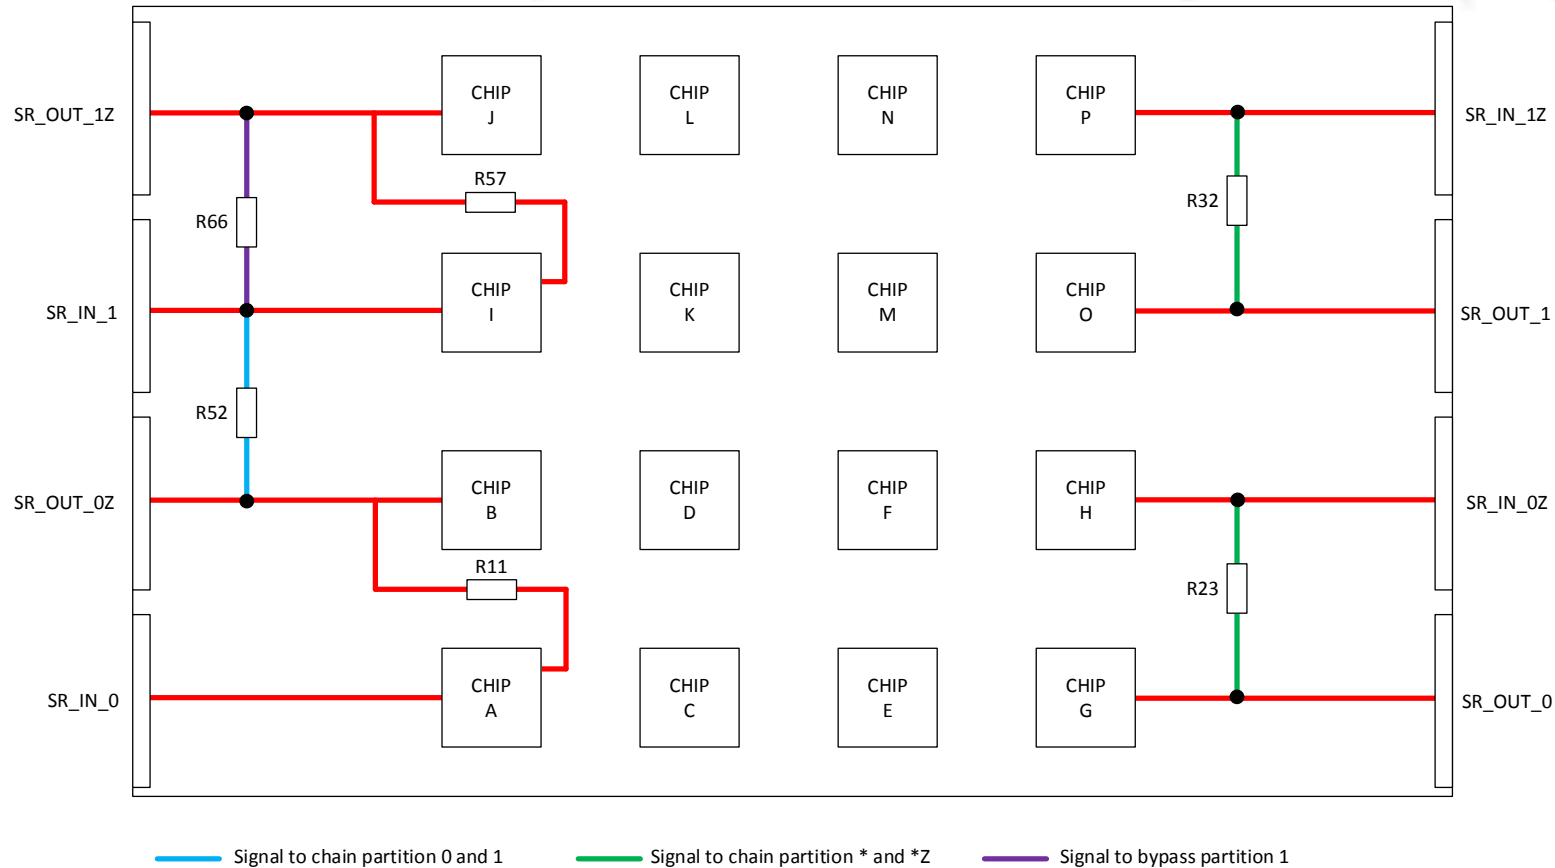 CHIP
J
CHIP
L
CHIP
N
CHIP
P
SR_OUT_1Z
SR_IN_1Z
R57
R66
R32
CHIP
I
CHIP
K
CHIP
M
CHIP
O
SR_IN_1
SR_OUT_1
R52
CHIP
B
CHIP
D
CHIP
F
CHIP
H
SR_OUT_0Z
SR_IN_0Z
R11
R23
CHIP
A
CHIP
C
CHIP
E
CHIP
G
SR_IN_0
SR_OUT_0
Signal to chain partition 0 and 1
Signal to chain partition * and *Z
Signal to bypass partition 1